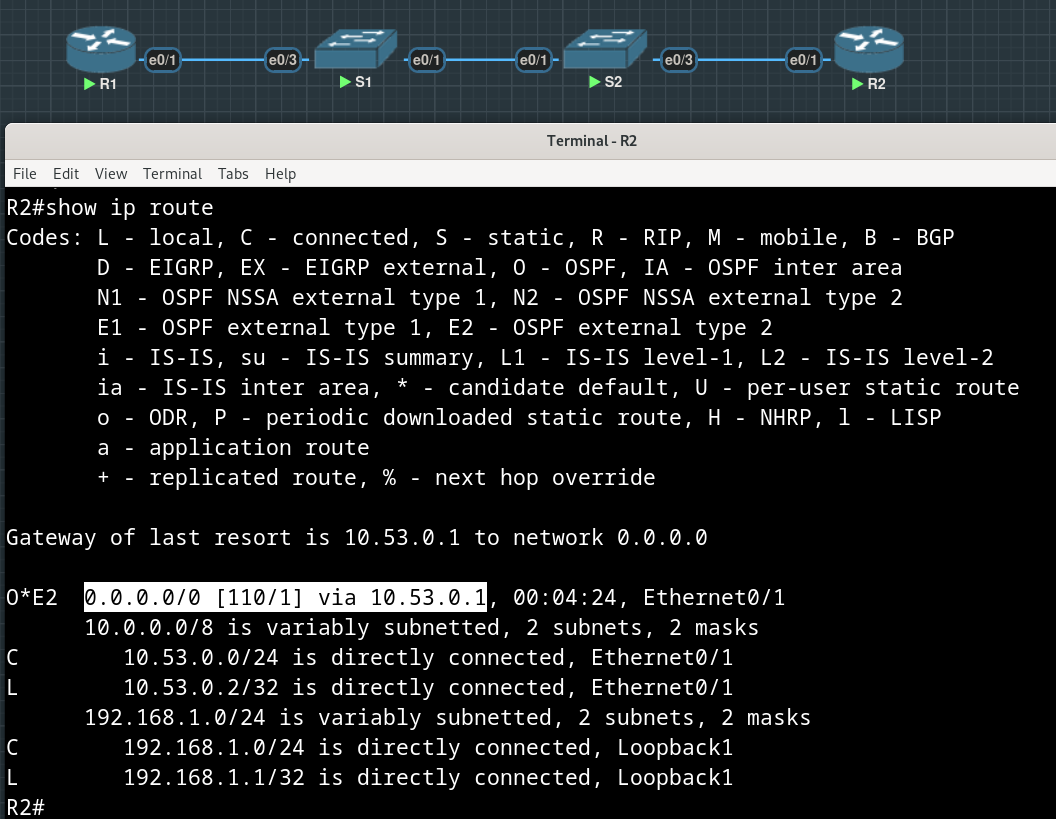 e0/1 e0/3 e0/1 e0/1 e0/3 e0/1
R1 S1 S2 R2
Terminal - R2
File Edit View Terminal Tabs Help
R2#show ip route
Codes: L - local, C - connected, S - static, R - RIP, M - mobile, B - BGP
       D - EIGRP, EX - EIGRP external, O - OSPF, IA - OSPF inter area
       N1 - OSPF NSSA external type 1, N2 - OSPF NSSA external type 2
       E1 - OSPF external type 1, E2 - OSPF external type 2
       i - IS-IS, su - IS-IS summary, L1 - IS-IS level-1, L2 - IS-IS level-2
       ia - IS-IS inter area, * - candidate default, U - per-user static route
       o - ODR, P - periodic downloaded static route, H - NHRP, l - LISP
       a - application route
       + - replicated route, % - next hop override
Gateway of last resort is 10.53.0.1 to network 0.0.0.0
O*E2  0.0.0.0/0 [110/1] via 10.53.0.1, 00:04:24, Ethernet0/1
      10.0.0.0/8 is variably subnetted, 2 subnets, 2 masks
C        10.53.0.0/24 is directly connected, Ethernet0/1
L        10.53.0.2/32 is directly connected, Ethernet0/1
      192.168.1.0/24 is variably subnetted, 2 subnets, 2 masks
C        192.168.1.0/24 is directly connected, Loopback1
L        192.168.1.1/32 is directly connected, Loopback1
R2#